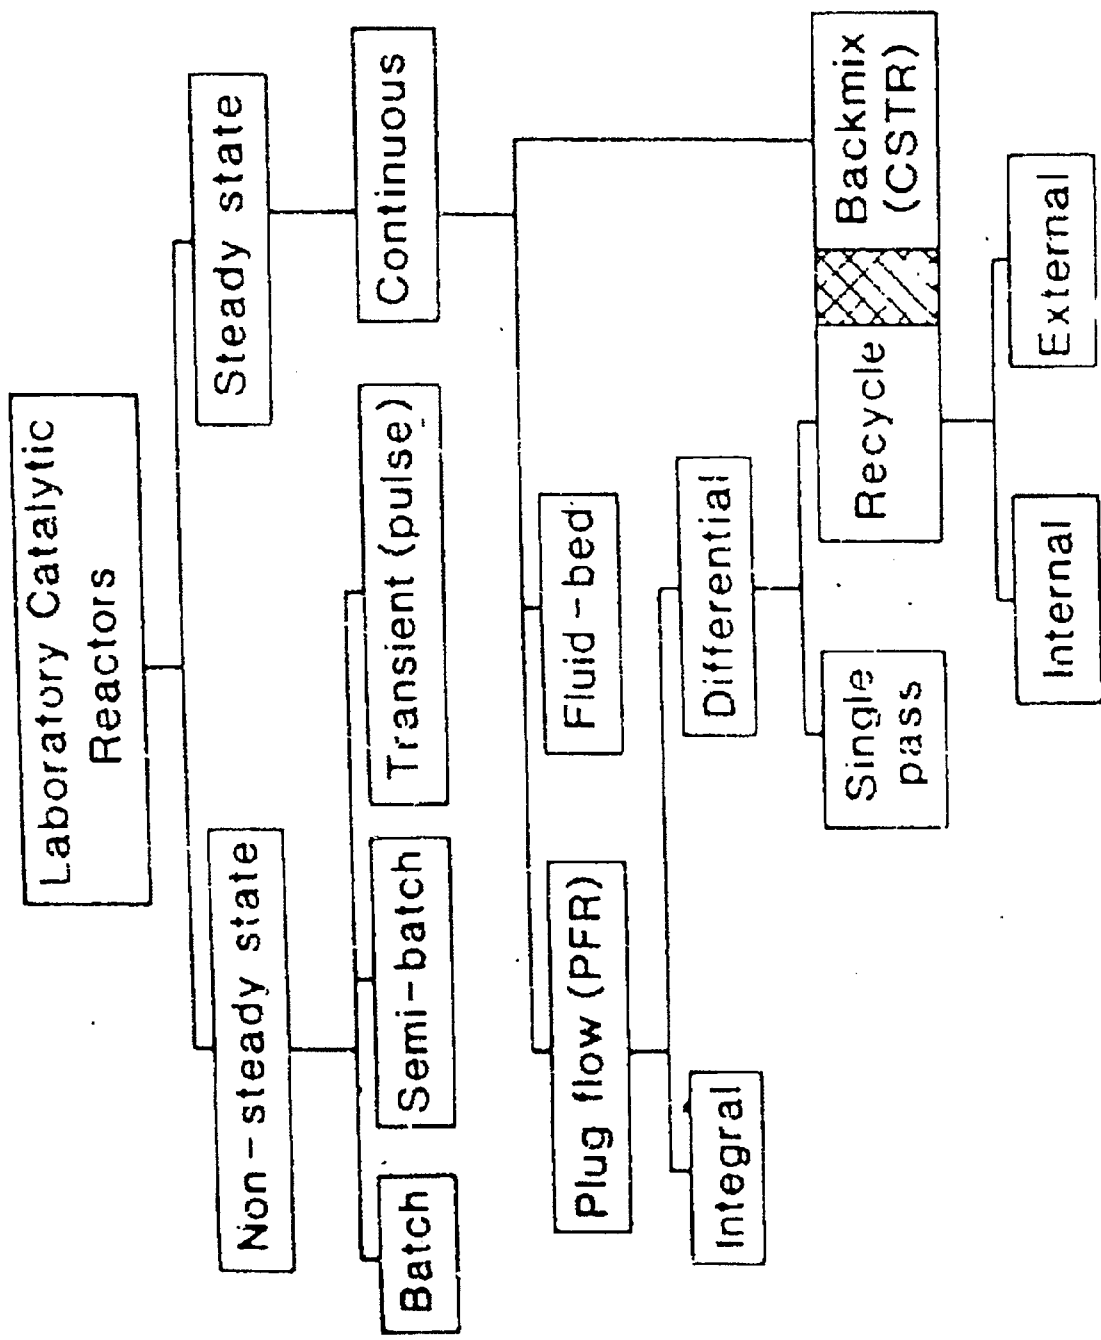 Laboratory Catalytic
Reactors
Non-steady state
Steady state
Batch
Semi-batch
Transient (pulse)
Continuous
Plug flow (PFR)
Fluid-bed
Integral
Differential
Single
pass
Recycle
Backmix
(CSTR)
Internal
External